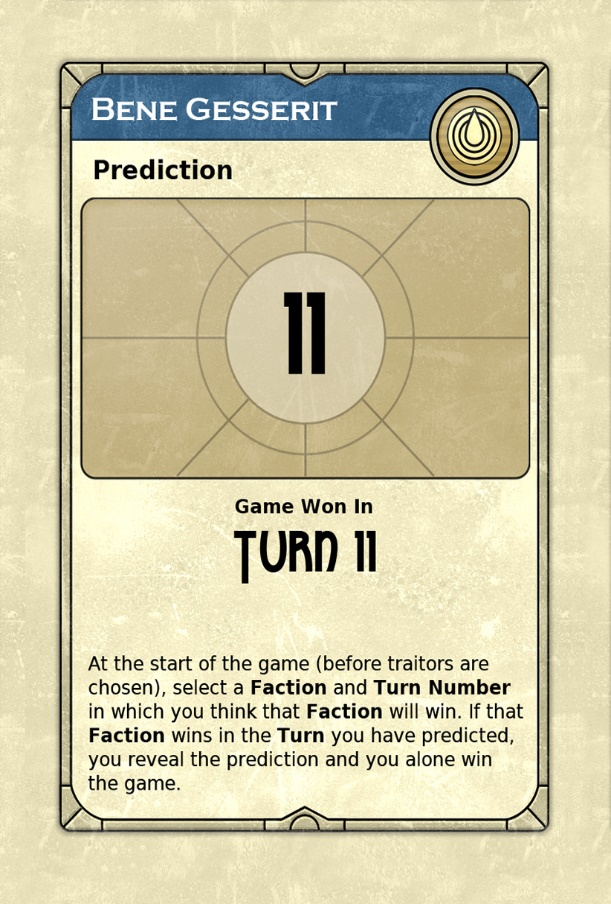 BENE GESSERIT
Prediction
11
Game Won In
TURN 11
At the start of the game (before traitors are
chosen), select a Faction and Turn Number
in which you think that Faction will win. If that
Faction wins in the Turn you have predicted,
you reveal the prediction and you alone win
the game.